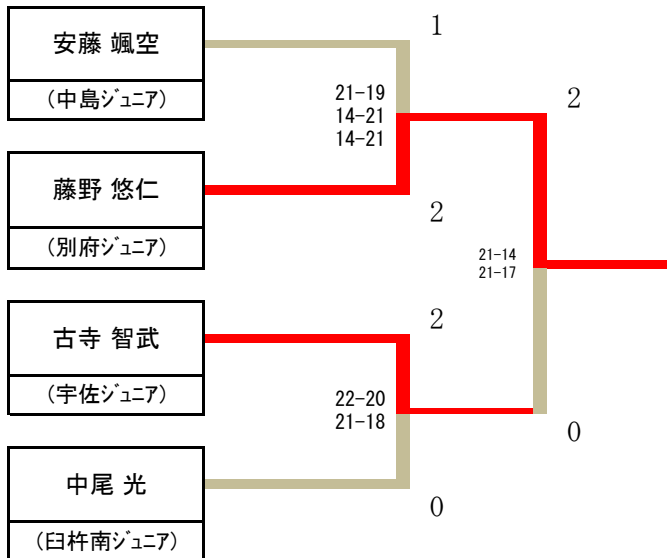 安藤 颯空
(中島ジュニア)
1
21-19
14-21
14-21
藤野 悠仁
(別府ジュニア)
2
2
21-14
21-17
古寺 智武
(宇佐ジュニア)
2
22-20
21-18
中尾 光
(臼杵南ジュニア)
0
0